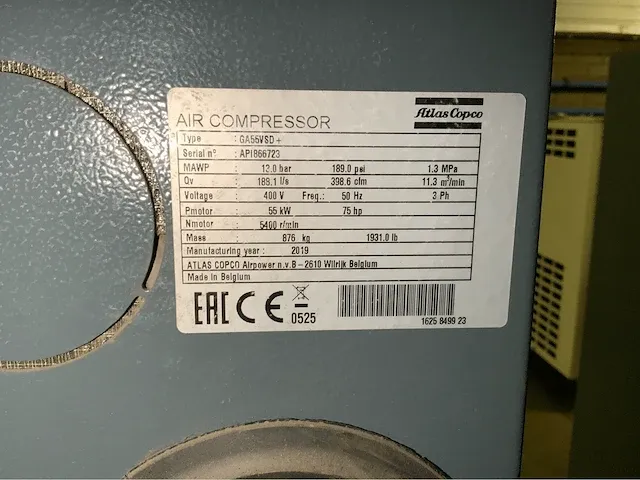 AIR COMPRESSOR Atlas Copco
Type : GA55VSD+
Serial nº : API866723
MAWP 13.0 bar 189.0 psi 1.3 MPa
Qv 188.1 l/s 398.6 cfm 11.3 m³/min
Voltage 400 V Freq.: 50 Hz 3 Ph
Pmotor 55 kW 75 hp
Nmotor 5400 r/min
Mass 876 kg 1931.0 lb
Manufacturing year : 2019
ATLAS COPCO Airpower n.v. B – 2610 Wilrijk Belgium
Made in Belgium
EAC CE 0525
1625 8499 23